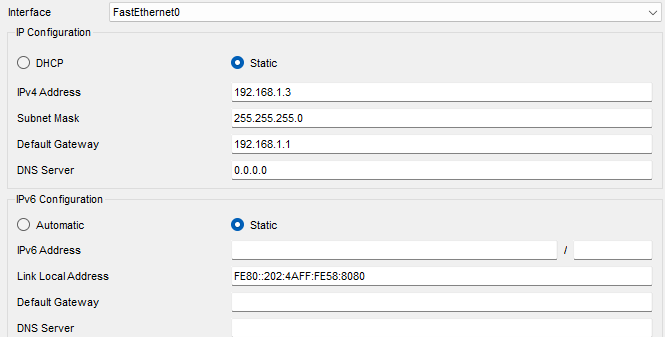 Interface FastEthernet0
IP Configuration
DHCP Static
IPv4 Address 192.168.1.3
Subnet Mask 255.255.255.0
Default Gateway 192.168.1.1
DNS Server 0.0.0.0
IPv6 Configuration
Automatic Static
IPv6 Address /
Link Local Address FE80::202:4AFF:FE58:8080
Default Gateway
DNS Server